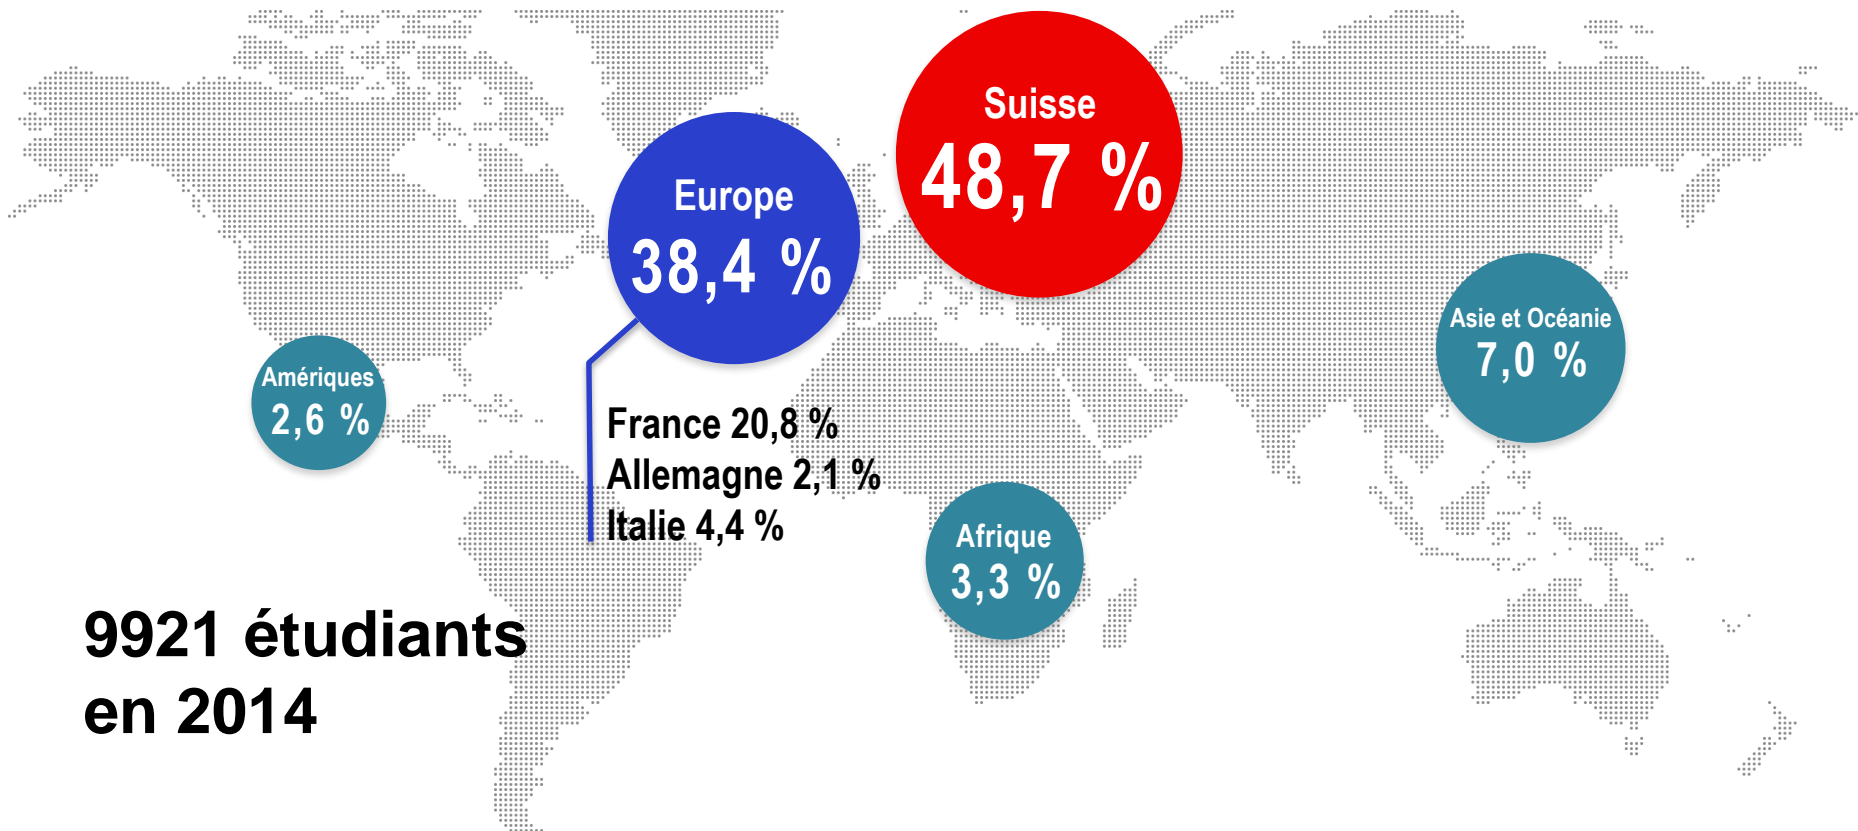 Suisse
48,7 %
Europe
38,4 %
Asie et Océanie
7,0 %
Amériques
2,6 %
France 20,8 %
Allemagne 2,1 %
Italie 4,4 %
Afrique
3,3 %
9921 étudiants
en 2014